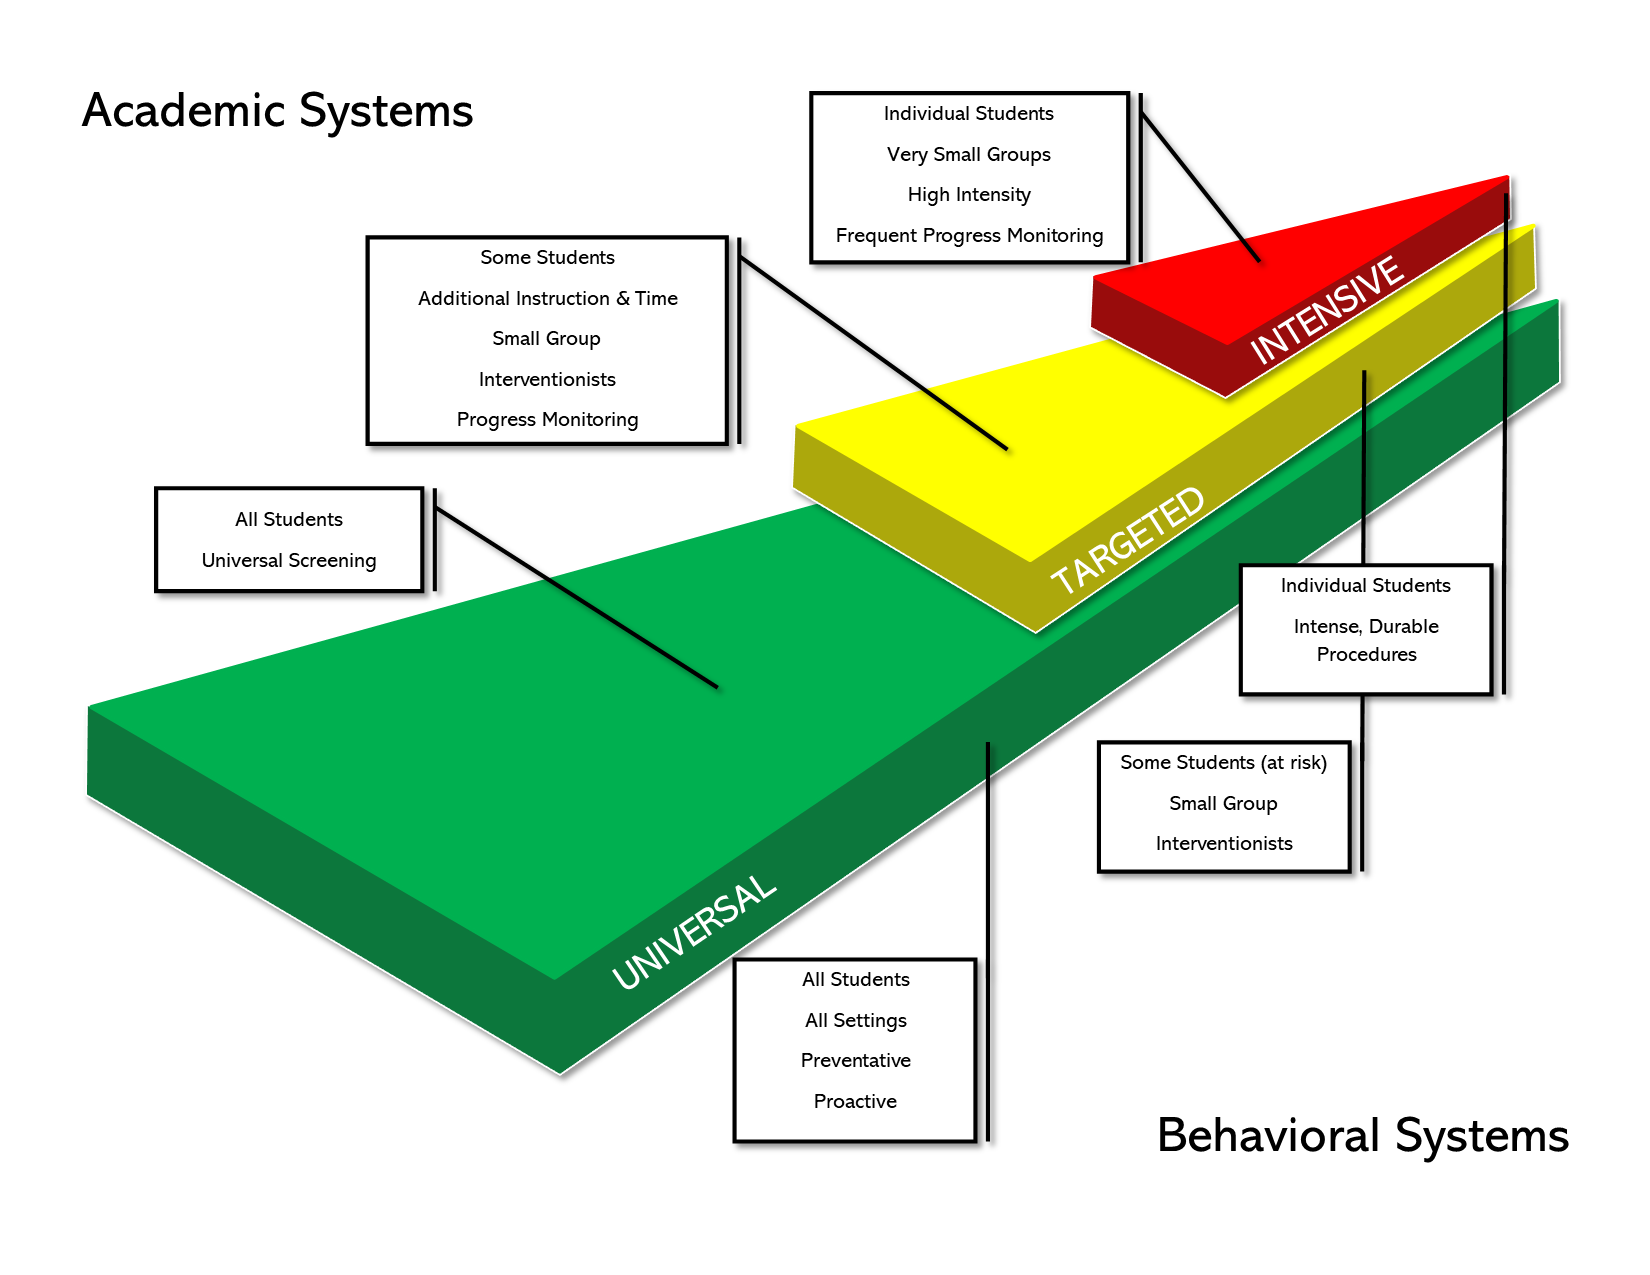 Academic Systems
Individual Students
Very Small Groups
High Intensity
Frequent Progress Monitoring
Some Students
Additional Instruction & Time
Small Group
Interventionists
Progress Monitoring
All Students
Universal Screening
INTENSIVE
TARGETED
UNIVERSAL
Individual Students
Intense, Durable
Procedures
Some Students (at risk)
Small Group
Interventionists
All Students
All Settings
Preventative
Proactive
Behavioral Systems